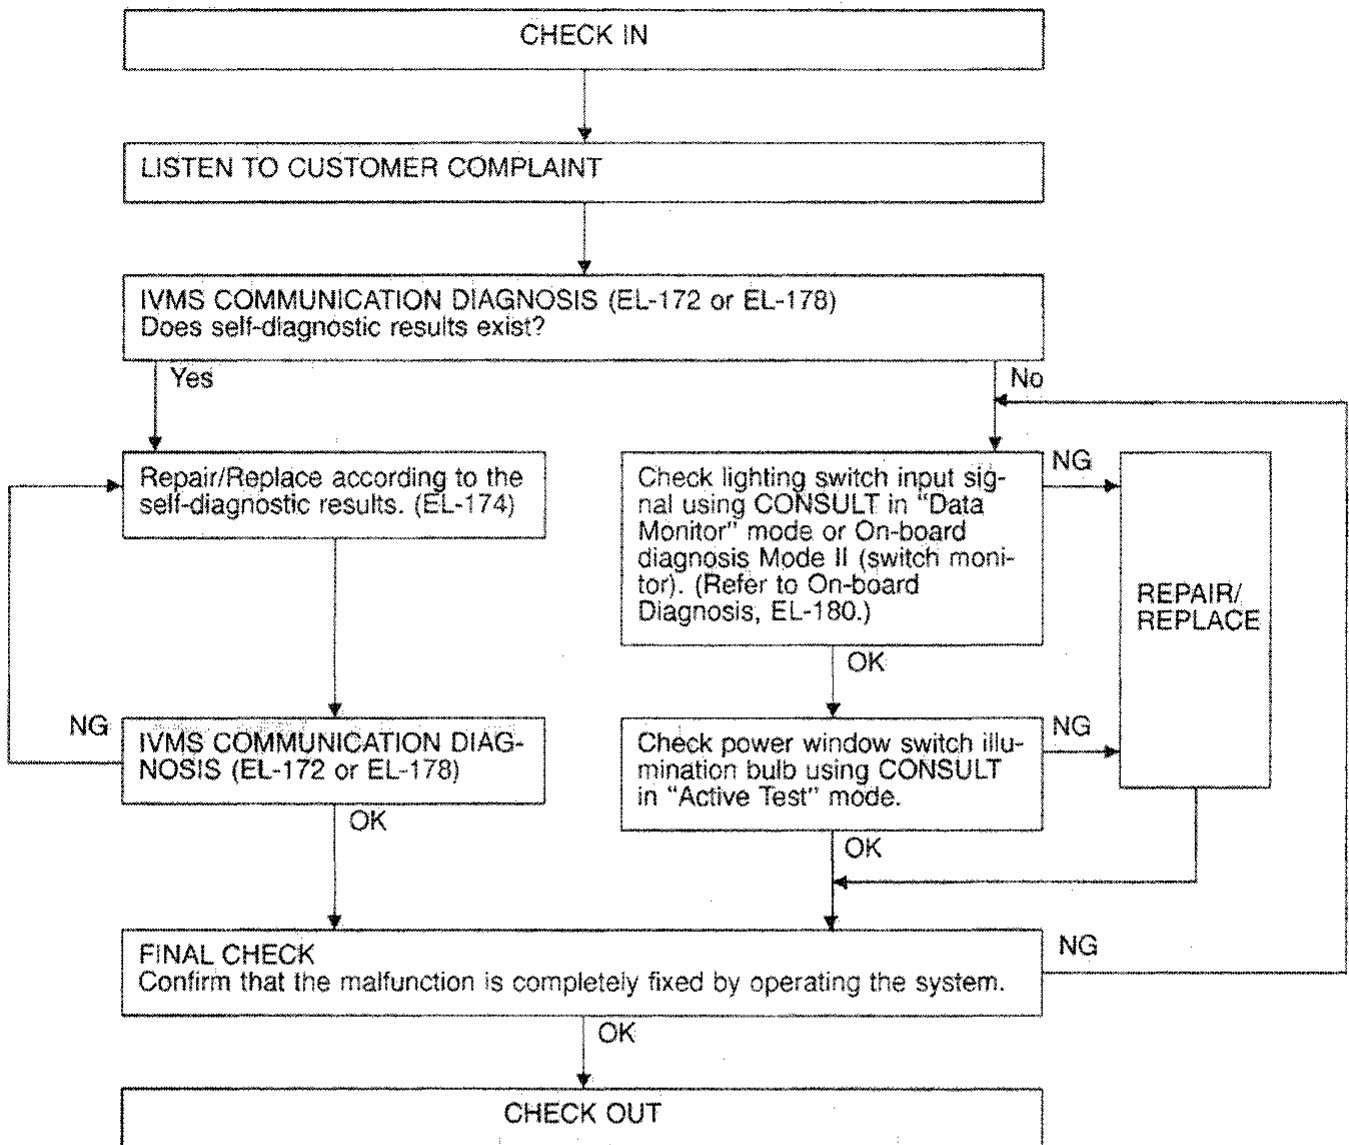 CHECK IN
LISTEN TO CUSTOMER COMPLAINT
IVMS COMMUNICATION DIAGNOSIS (EL-172 or EL-178)
Does self-diagnostic results exist?
Yes
No
Repair/Replace according to the
self-diagnostic results. (EL-174)
Check lighting switch input sig-
nal using CONSULT in “Data
Monitor” mode or On-board
diagnosis Mode II (switch moni-
tor). (Refer to On-board
Diagnosis, EL-180.)
NG
REPAIR/
REPLACE
OK
NG
IVMS COMMUNICATION DIAG-
NOSIS (EL-172 or EL-178)
Check power window switch illu-
mination bulb using CONSULT
in “Active Test” mode.
NG
OK
OK
FINAL CHECK
Confirm that the malfunction is completely fixed by operating the system.
NG
OK
CHECK OUT